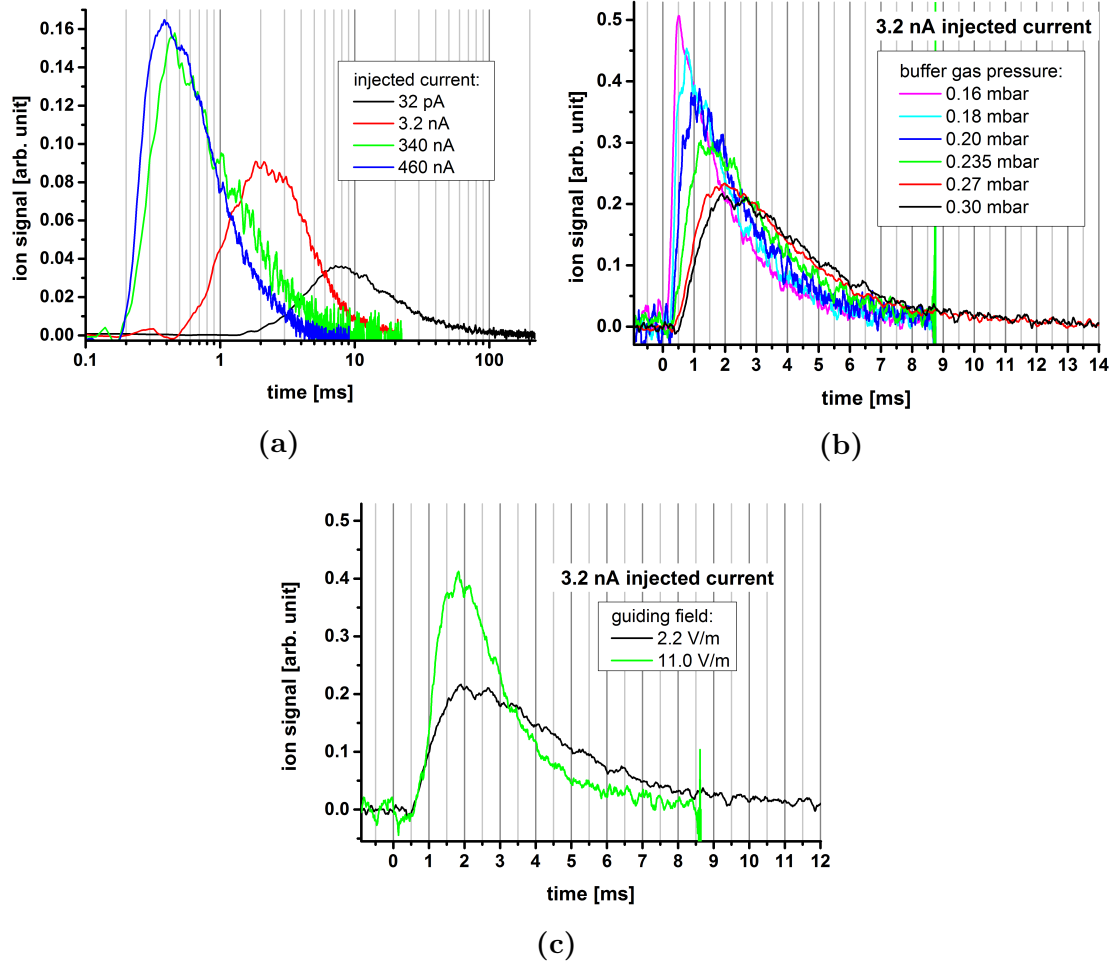 0.16
0.14
0.12
0.10
0.08
0.06
0.04
0.02
0.00
ion signal [arb. unit]
injected current:
32 pA
3.2 nA
340 nA
460 nA
0.1 1 10 100
time [ms]
(a)
0.5
0.4
0.3
0.2
0.1
0.0
ion signal [arb. unit]
3.2 nA injected current
buffer gas pressure:
0.16 mbar
0.18 mbar
0.20 mbar
0.235 mbar
0.27 mbar
0.30 mbar
0 1 2 3 4 5 6 7 8 9 10 11 12 13 14
time [ms]
(b)
0.5
0.4
0.3
0.2
0.1
0.0
ion signal [arb. unit]
3.2 nA injected current
guiding field:
2.2 V/m
11.0 V/m
0 1 2 3 4 5 6 7 8 9 10 11 12
time [ms]
(c)